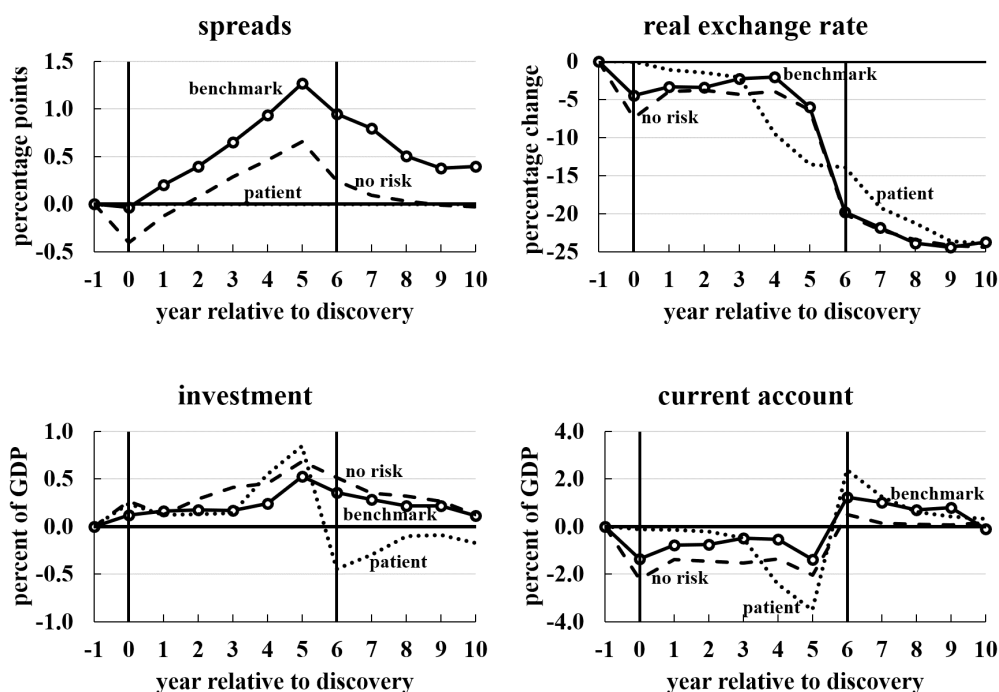 spreads
percentage points
1.5
1.0
0.5
0.0
-0.5
benchmark
no risk
patient
-1 0 1 2 3 4 5 6 7 8 9 10
year relative to discovery
real exchange rate
percentage change
0
-5
-10
-15
-20
-25
benchmark
no risk
patient
-1 0 1 2 3 4 5 6 7 8 9 10
year relative to discovery
investment
percent of GDP
1.0
0.5
0.0
-0.5
-1.0
no risk
benchmark
patient
-1 0 1 2 3 4 5 6 7 8 9 10
year relative to discovery
current account
percent of GDP
4.0
2.0
0.0
-2.0
-4.0
benchmark
no risk
patient
-1 0 1 2 3 4 5 6 7 8 9 10
year relative to discovery